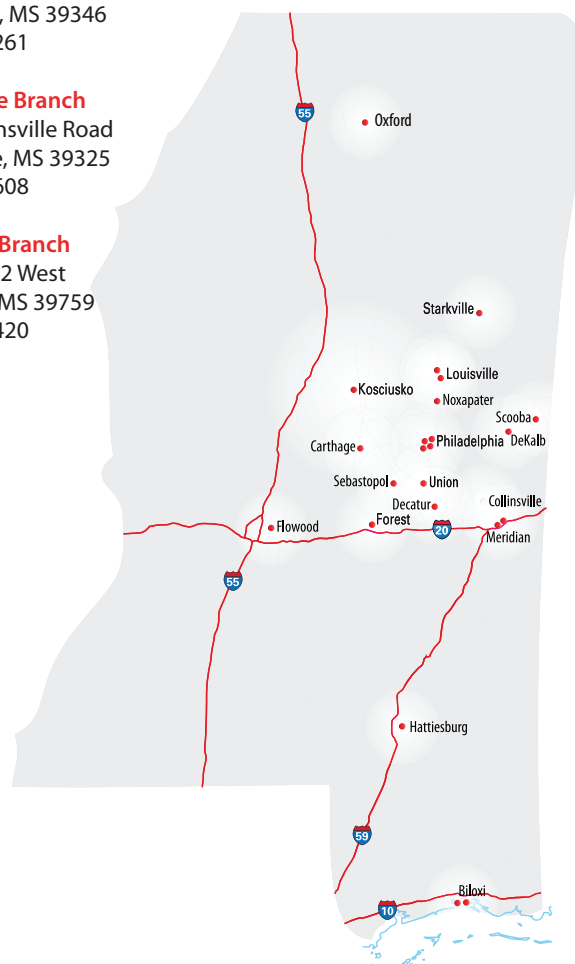 , MS 39346
261
e Branch
nsville Road
e, MS 39325
608
Branch
2 West
MS 39759
420
55
Oxford
Starkville
Louisville
Kosciusko
Noxapater
Scooba
Philadelphia
DeKalb
Carthage
Sebastopol
Union
Collinsville
Decatur
Forest
Flowood
20
Meridian
55
Hattiesburg
59
Biloxi
10